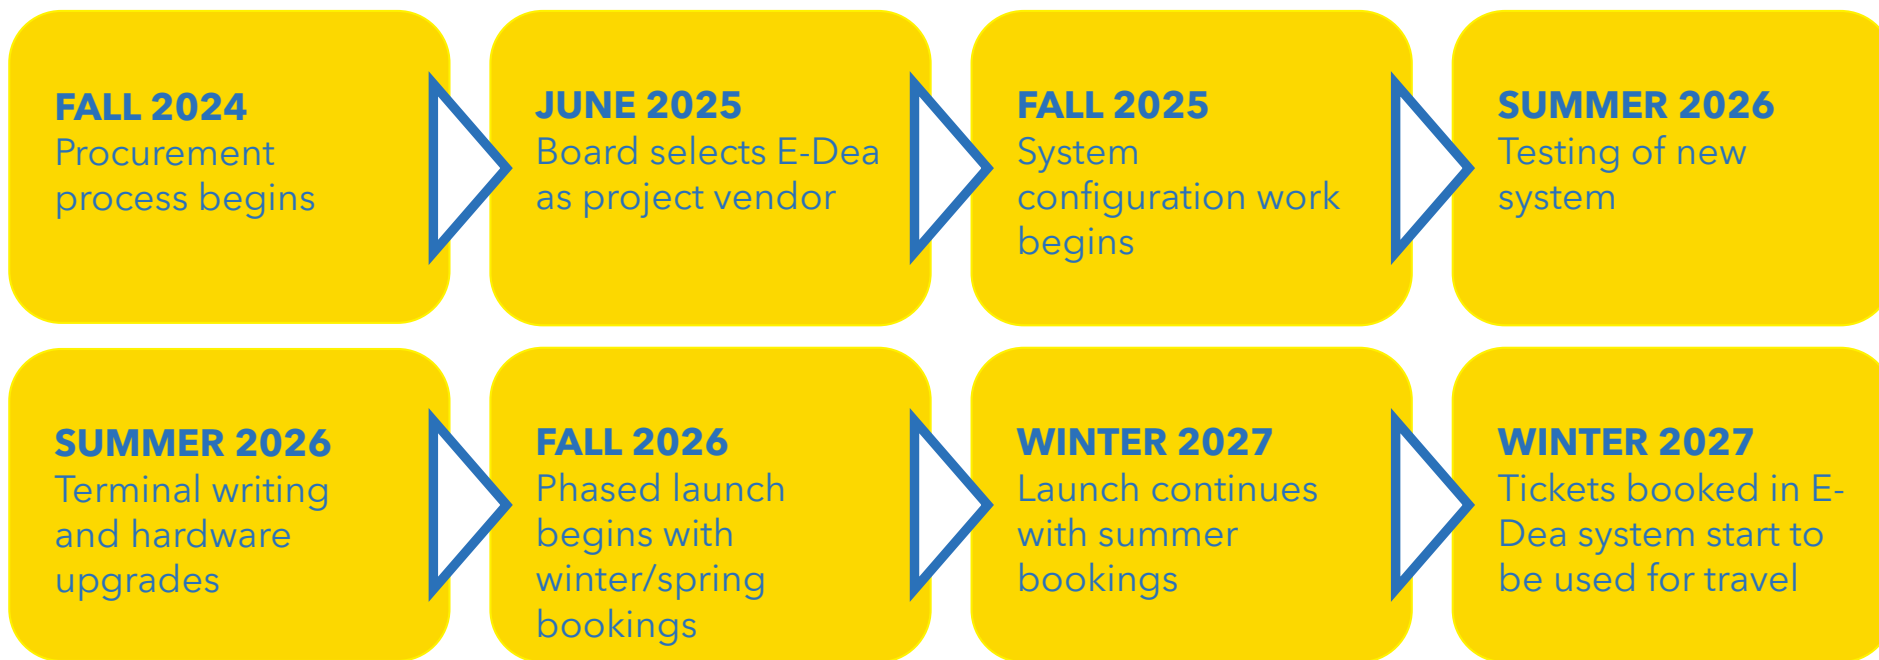 FALL 2024
Procurement
process begins
JUNE 2025
Board selects E-Dea
as project vendor
FALL 2025
System
configuration work
begins
SUMMER 2026
Testing of new
system
SUMMER 2026
Terminal writing
and hardware
upgrades
FALL 2026
Phased launch
begins with
winter/spring
bookings
WINTER 2027
Launch continues
with summer
bookings
WINTER 2027
Tickets booked in E-
Dea system start to
be used for travel